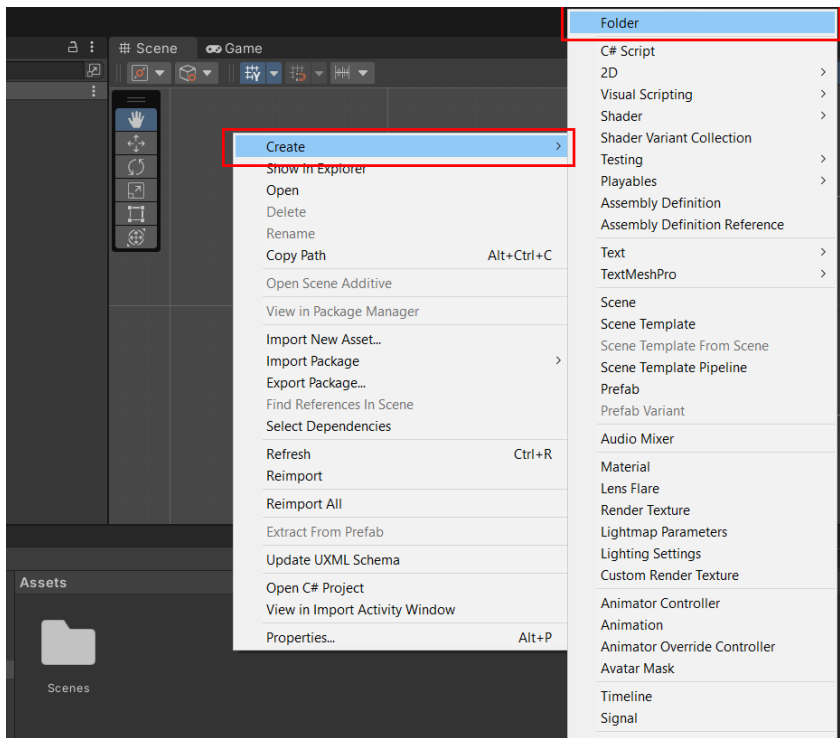 Scene
Game
Create
Show in Explorer
Open
Delete
Rename
Copy Path Alt+Ctrl+C
Open Scene Additive
View in Package Manager
Import New Asset...
Import Package
Export Package...
Find References In Scene
Select Dependencies
Refresh Ctrl+R
Reimport
Reimport All
Extract From Prefab
Update UXML Schema
Open C# Project
View in Import Activity Window
Properties... Alt+P
Folder
C# Script
2D
Visual Scripting
Shader
Shader Variant Collection
Testing
Playables
Assembly Definition
Assembly Definition Reference
Text
TextMeshPro
Scene
Scene Template
Scene Template From Scene
Scene Template Pipeline
Prefab
Prefab Variant
Audio Mixer
Material
Lens Flare
Render Texture
Lightmap Parameters
Lighting Settings
Custom Render Texture
Animator Controller
Animation
Animator Override Controller
Avatar Mask
Timeline
Signal
Assets
Scenes